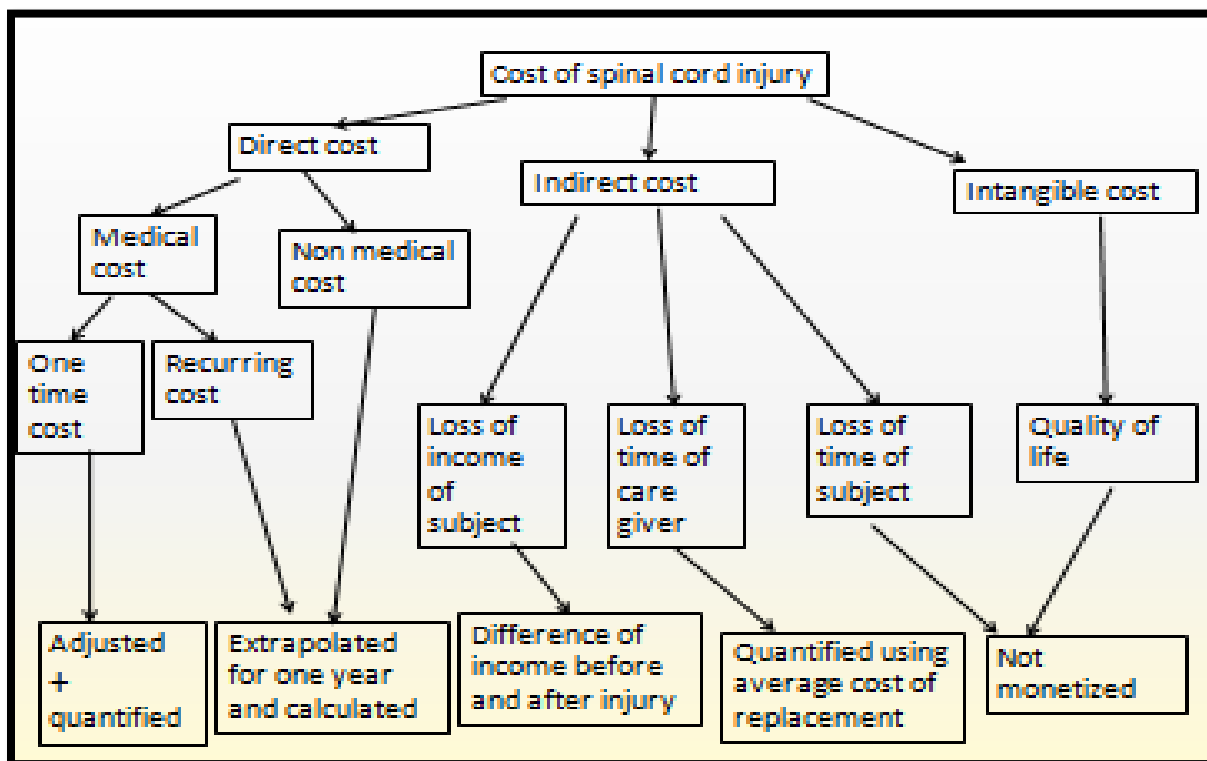 Cost of spinal cord injury
Direct cost
Indirect cost
Intangible cost
Medical
cost
Non medical
cost
One
time
cost
Recurring
cost
Loss of
income
of
subject
Loss of
time of
care
giver
Loss of
time of
subject
Quality of
life
Adjusted
+
quantified
Extrapolated
for one year
and calculated
Difference of
income before
and after injury
Quantified using
average cost of
replacement
Not
monetized